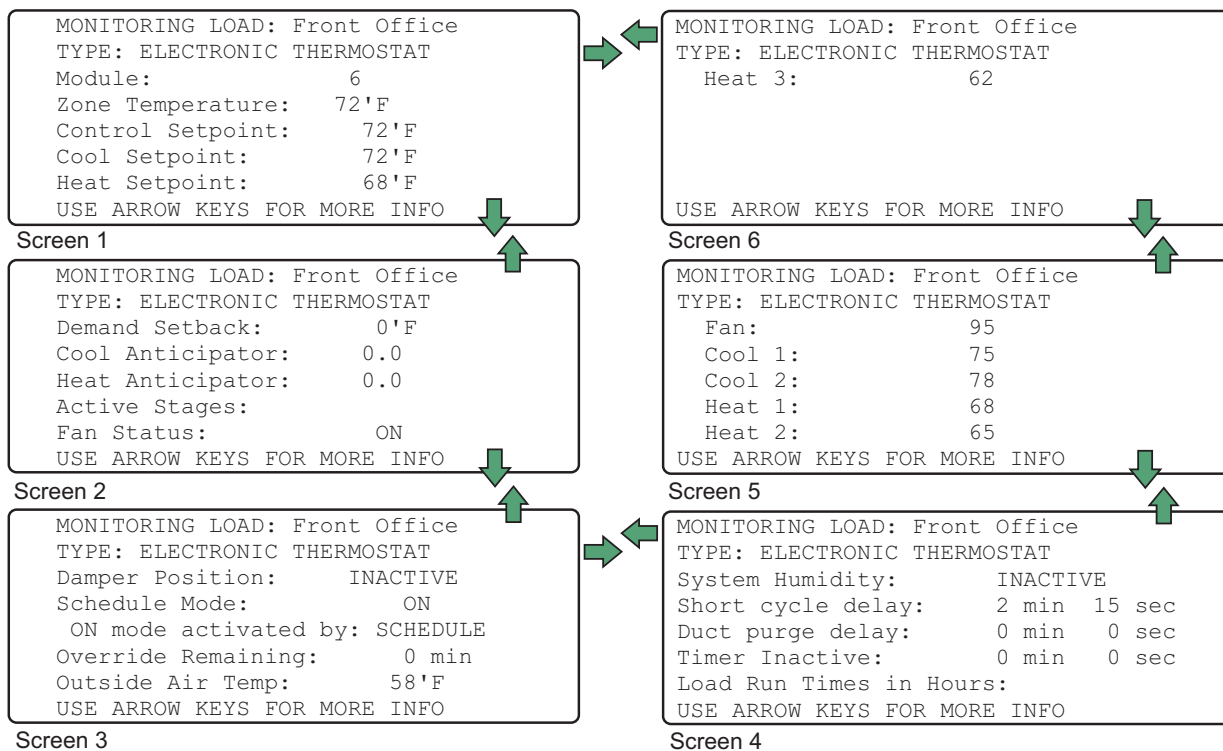 MONITORING LOAD: Front Office
TYPE: ELECTRONIC THERMOSTAT
Module: 6
Zone Temperature: 72'F
Control Setpoint: 72'F
Cool Setpoint: 72'F
Heat Setpoint: 68'F
USE ARROW KEYS FOR MORE INFO
Screen 1
MONITORING LOAD: Front Office
TYPE: ELECTRONIC THERMOSTAT
Demand Setback: 0'F
Cool Anticipator: 0.0
Heat Anticipator: 0.0
Active Stages:
Fan Status: ON
USE ARROW KEYS FOR MORE INFO
Screen 2
MONITORING LOAD: Front Office
TYPE: ELECTRONIC THERMOSTAT
Damper Position: INACTIVE
Schedule Mode: ON
ON mode activated by: SCHEDULE
Override Remaining: 0 min
Outside Air Temp: 58'F
USE ARROW KEYS FOR MORE INFO
Screen 3
MONITORING LOAD: Front Office
TYPE: ELECTRONIC THERMOSTAT
Heat 3: 62
USE ARROW KEYS FOR MORE INFO
Screen 6
MONITORING LOAD: Front Office
TYPE: ELECTRONIC THERMOSTAT
Fan: 95
Cool 1: 75
Cool 2: 78
Heat 1: 68
Heat 2: 65
USE ARROW KEYS FOR MORE INFO
Screen 5
MONITORING LOAD: Front Office
TYPE: ELECTRONIC THERMOSTAT
System Humidity: INACTIVE
Short cycle delay: 2 min 15 sec
Duct purge delay: 0 min 0 sec
Timer Inactive: 0 min 0 sec
Load Run Times in Hours:
USE ARROW KEYS FOR MORE INFO
Screen 4